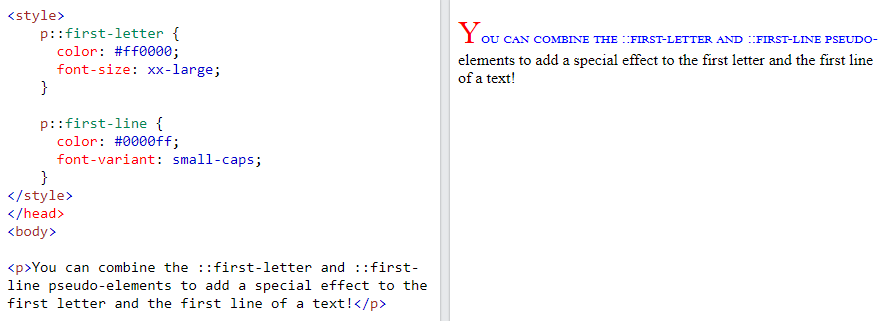 <style>
p::first-letter {
color: #ff0000;
font-size: xx-large;
}
p::first-line {
color: #0000ff;
font-variant: small-caps;
}
</style>
</head>
<body>
<p>You can combine the ::first-letter and ::first-
line pseudo-elements to add a special effect to the
first letter and the first line of a text!</p>
You can combine the ::first-letter and ::first-line pseudo-
elements to add a special effect to the first letter and the first line
of a text!